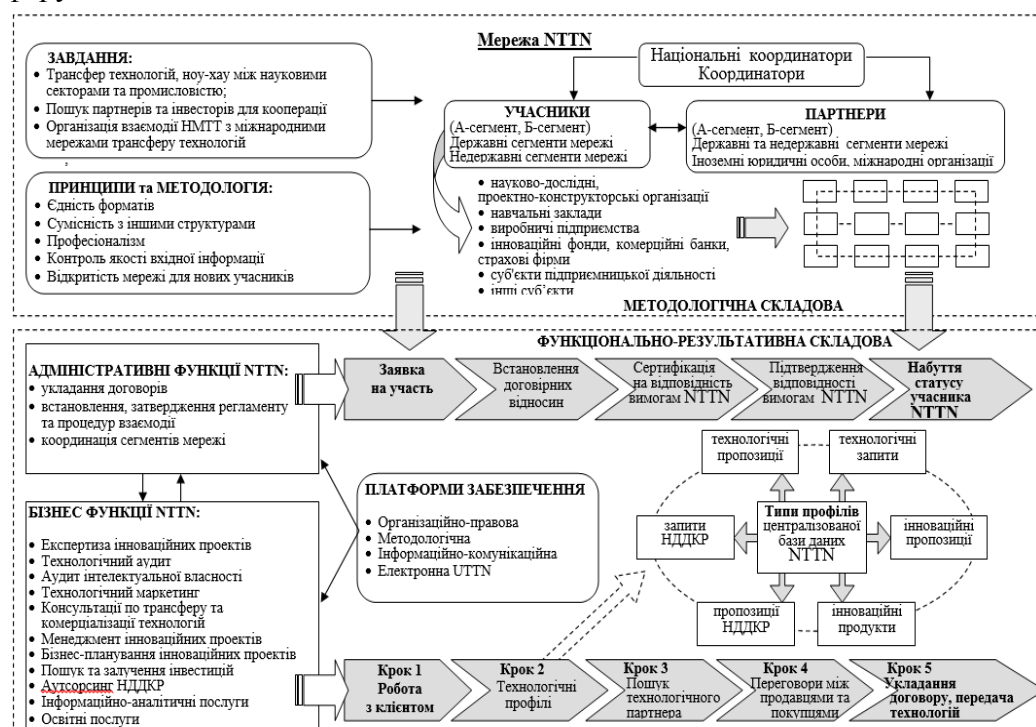 Мережа NTTN
ЗАВДАННЯ:
• Трансфер технологій, ноу-хау між науковими
секторами та промисловістю;
• Пошук партнерів та інвесторів для кооперації
• Організація взаємодії НМТТ з міжнародними
мережами трансферу технологій
;
ПРИНЦИПИ та МЕТОДОЛОГІЯ:
• Єдність форматів
• Сумісність з іншими структурами
• Професіоналізм
• Контроль якості вхідної інформації
• Відкритість мережі для нових учасників
Національні координатори
Координатори
УЧАСНИКИ
(А-сегмент, Б-сегмент)
Державні сегменти мережі
Недержавні сегменти мережі
ПАРТНЕРИ
(А-сегмент, Б-сегмент)
Державні та недержавні сегменти мережі
Іноземні юридичні особи, міжнародні організації
• науково-дослідні,
проектно-конструкторські організації
• навчальні заклади
• виробничі підприємства
• інноваційні фонди, комерційні банки,
страхові фірми
• суб'єкти підприємницької діяльності
• інші суб'єкти
МЕТОДОЛОГІЧНА СКЛАДОВА
ФУНКЦІОНАЛЬНО-РЕЗУЛЬТАТИВНА СКЛАДОВА
АДМІНІСТРАТИВНІ ФУНКЦІЇ NTTN:
• укладання договорів
• встановлення, затвердження регламенту
та процедур взаємодії
• координація сегментів мережі
Заявка
на участь
Встановлення
договірних
відносин
Сертифікація
на відповідність
вимогам NTTN
Підтвердження
відповідності
вимогам NTTN
Набуття
статусу
учасника
NTTN
БІЗНЕС ФУНКЦІЇ NTTN:
• Експертиза інноваційних проектів
• Технологічний аудит
• Аудит інтелектуальної власності
• Технологічний маркетинг
• Консультації по трансферу та
комерціалізації технологій
• Менеджмент інноваційних проектів
• Бізнес-планування інноваційних проектів
• Пошук та залучення інвестицій
• Аутсорсинг НДДКР
• Інформаційно-аналітичні послуги
• Освітні послуги
ПЛАТФОРМИ ЗАБЕЗПЕЧЕННЯ
• Організаційно-правова
• Методологічна
• Інформаційно-комунікаційна
• Електронна UTTN
технологічні
пропозиції
технологічні
запити
запити
НДДКР
Типи профілів
централізованої
бази даних
NTTN
інноваційні
пропозиції
пропозиції
НДДКР
інноваційні
продукти
Крок 1
Робота
з клієнтом
Крок 2
Технологічні
профілі
Крок 3
Пошук
технологічного
партнера
Крок 4
Переговори між
продавцями та
покупцями
Крок 5
Укладання
договору, передача
технологій